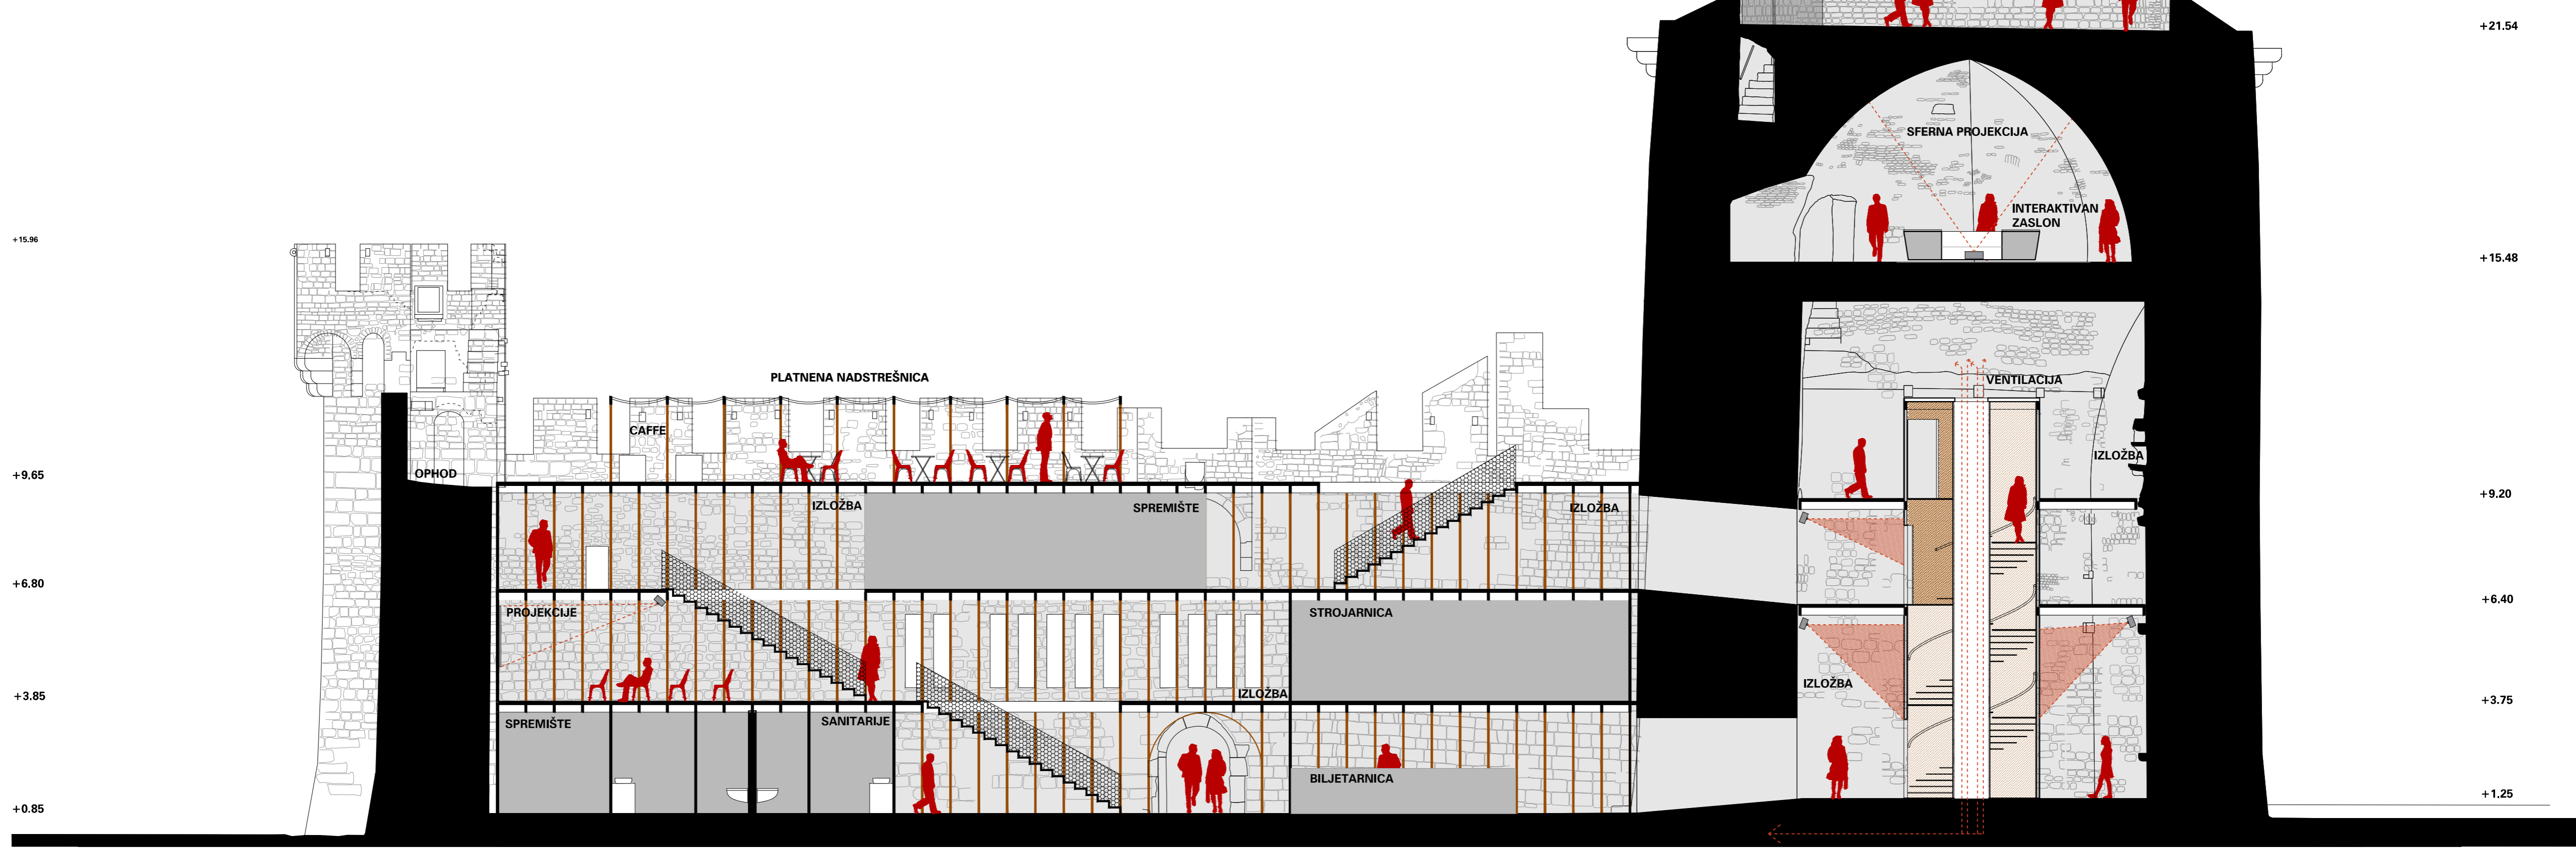 +21.54
SFERNA PROJEKCIJA
INTERAKTIVAN
ZASLON
+15.96
+15.48
PLATNENA NADSTREŠNICA
VENTILACIJA
CAFFE
OPHOD
IZLOŽBA
+9.65
+9.20
IZLOŽBA
SPREMIŠTE
IZLOŽBA
+6.80
+6.40
PROJEKCIJE
STROJARNICA
IZLOŽBA
IZLOŽBA
+3.85
+3.75
SPREMIŠTE
SANITARIJE
BILJETARNICA
+0.85
+1.25